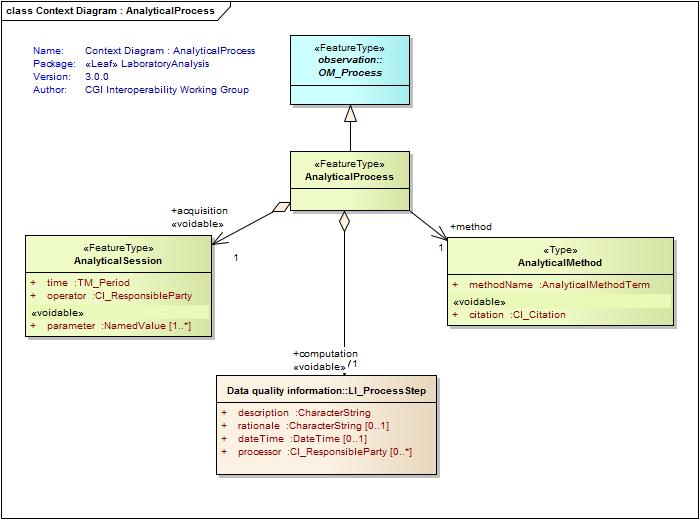 class Context Diagram : AnalyticalProcess
Name: Context Diagram : AnalyticalProcess
Package: «Leaf» LaboratoryAnalysis
Version: 3.0.0
Author: CGI Interoperability Working Group
«FeatureType»
observation::
OM_Process
«FeatureType»
AnalyticalProcess
+acquisition
«voidable»
1
+method
1
«FeatureType»
AnalyticalSession
+ time :TM_Period
+ operator :CI_ResponsibleParty
«voidable»
+ parameter :NamedValue [1..*]
«Type»
AnalyticalMethod
+ methodName :AnalyticalMethodTerm
«voidable»
+ citation :CI_Citation
+computation
«voidable» 1
Data quality information::LI_ProcessStep
+ description :CharacterString
+ rationale :CharacterString [0..1]
+ dateTime :DateTime [0..1]
+ processor :CI_ResponsibleParty [0..*]